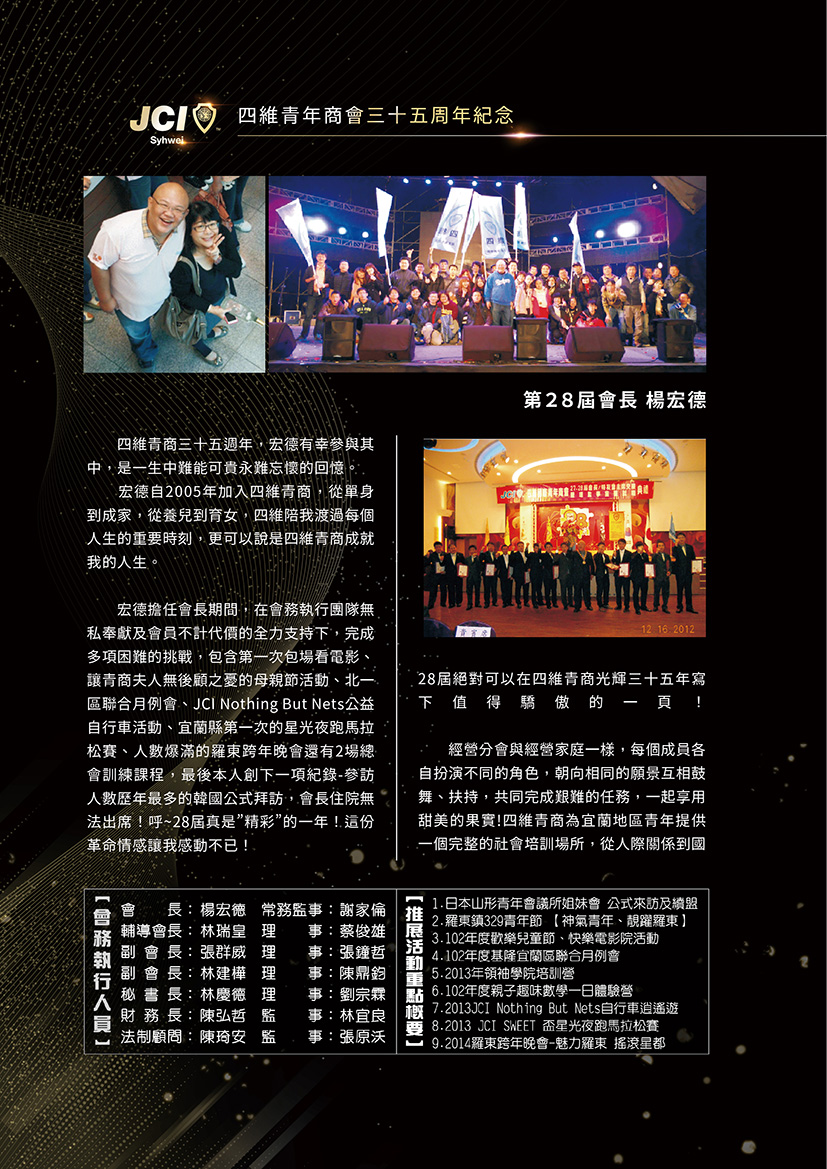 JCI
Syhwei
四維青年商會三十五周年紀念
四維
四維
第28屆會長 楊宏德
四維青商三十五週年，宏德有幸參與其
中，是一生中難能可貴永難忘懷的回憶。
宏德自2005年加入四維青商，從單身
到成家，從養兒到育女，四維陪我渡過每個
人生的重要時刻，更可以說是四維青商成就
我的人生。
宏德擔任會長期間，在會務執行團隊無
私奉獻及會員不計代價的全力支持下，完成
多項困難的挑戰，包含第一次包場看電影、
讓青商夫人無後顧之憂的母親節活動、北一
區聯合月例會、JCI Nothing But Nets公益
自行車活動、宜蘭縣第一次的星光夜跑馬拉
松賽、人數爆滿的羅東跨年晚會還有2場總
會訓練課程，最後本人創下一項紀錄-參訪
人數歷年最多的韓國公式拜訪，會長住院無
法出席！呼~28屆真是”精彩”的一年！這份
革命情感讓我感動不已！
貴賓席
12 16 2012
28屆絕對可以在四維青商光輝三十五年寫
下值得驕傲的一頁！
經營分會與經營家庭一樣，每個成員各
自扮演不同的角色，朝向相同的願景互相鼓
舞、扶持，共同完成艱難的任務，一起享用
甜美的果實!四維青商為宜蘭地區青年提供
一個完整的社會培訓場所，從人際關係到國
【會務執行人員】
會長：楊宏德 常務監事：謝家倫
輔導會長：林瑞皇 理事：蔡俊雄
副會長：張群威 理事：張鐘哲
副會長：林建樺 理事：陳鼎鈞
秘書長：林慶德 理事：劉宗霖
財務長：陳弘哲 監事：林宜良
法制顧問：陳琦安 監事：張原沃
【推展活動重點概要】
1.日本山形青年會議所姐妹會 公式來訪及續盟
2.羅東鎮329青年節 【神氣青年、靚躍羅東】
3.102年度歡樂兒童節、快樂電影院活動
4.102年度基隆宜蘭區聯合月例會
5.2013年領袖學院培訓營
6.102年度親子趣味數學一日體驗營
7.2013JCI Nothing But Nets自行車逍遙遊
8.2013 JCI SWEET 盃星光夜跑馬拉松賽
9.2014羅東跨年晚會-魅力羅東 搖滾星都